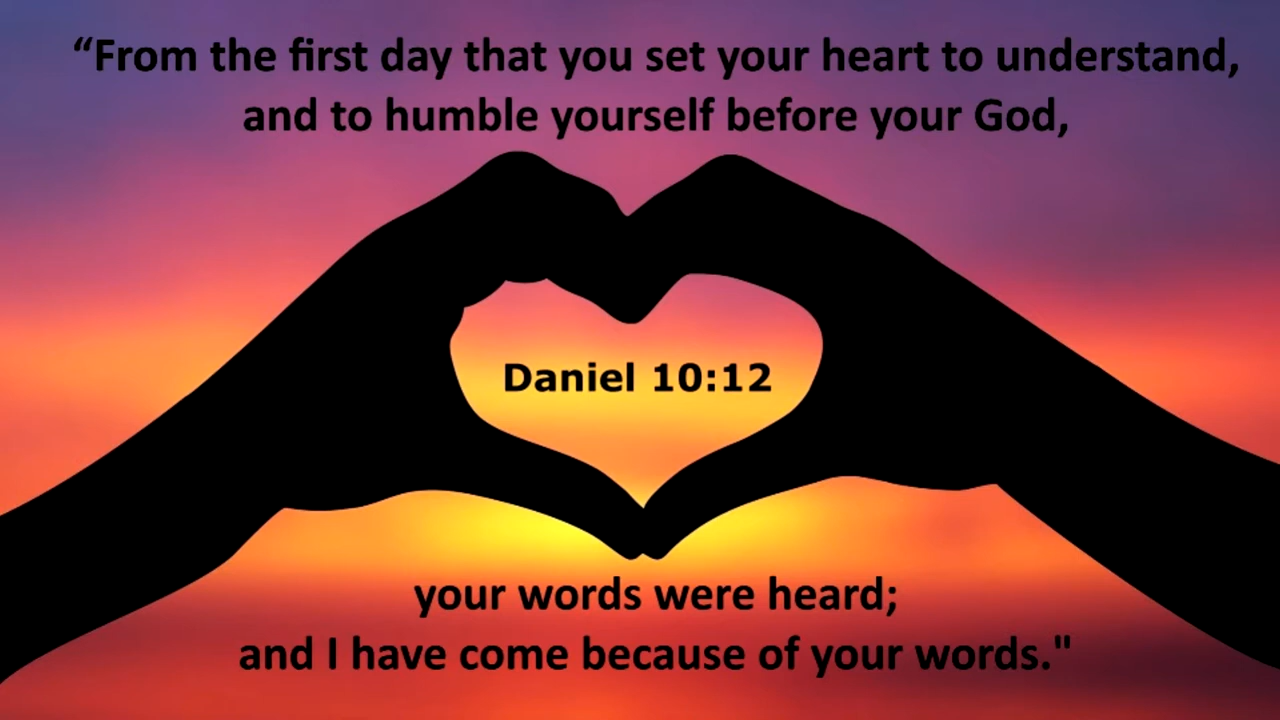 “From the first day that you set your heart to understand,
and to humble yourself before your God,
Daniel 10:12
your words were heard;
and I have come because of your words."